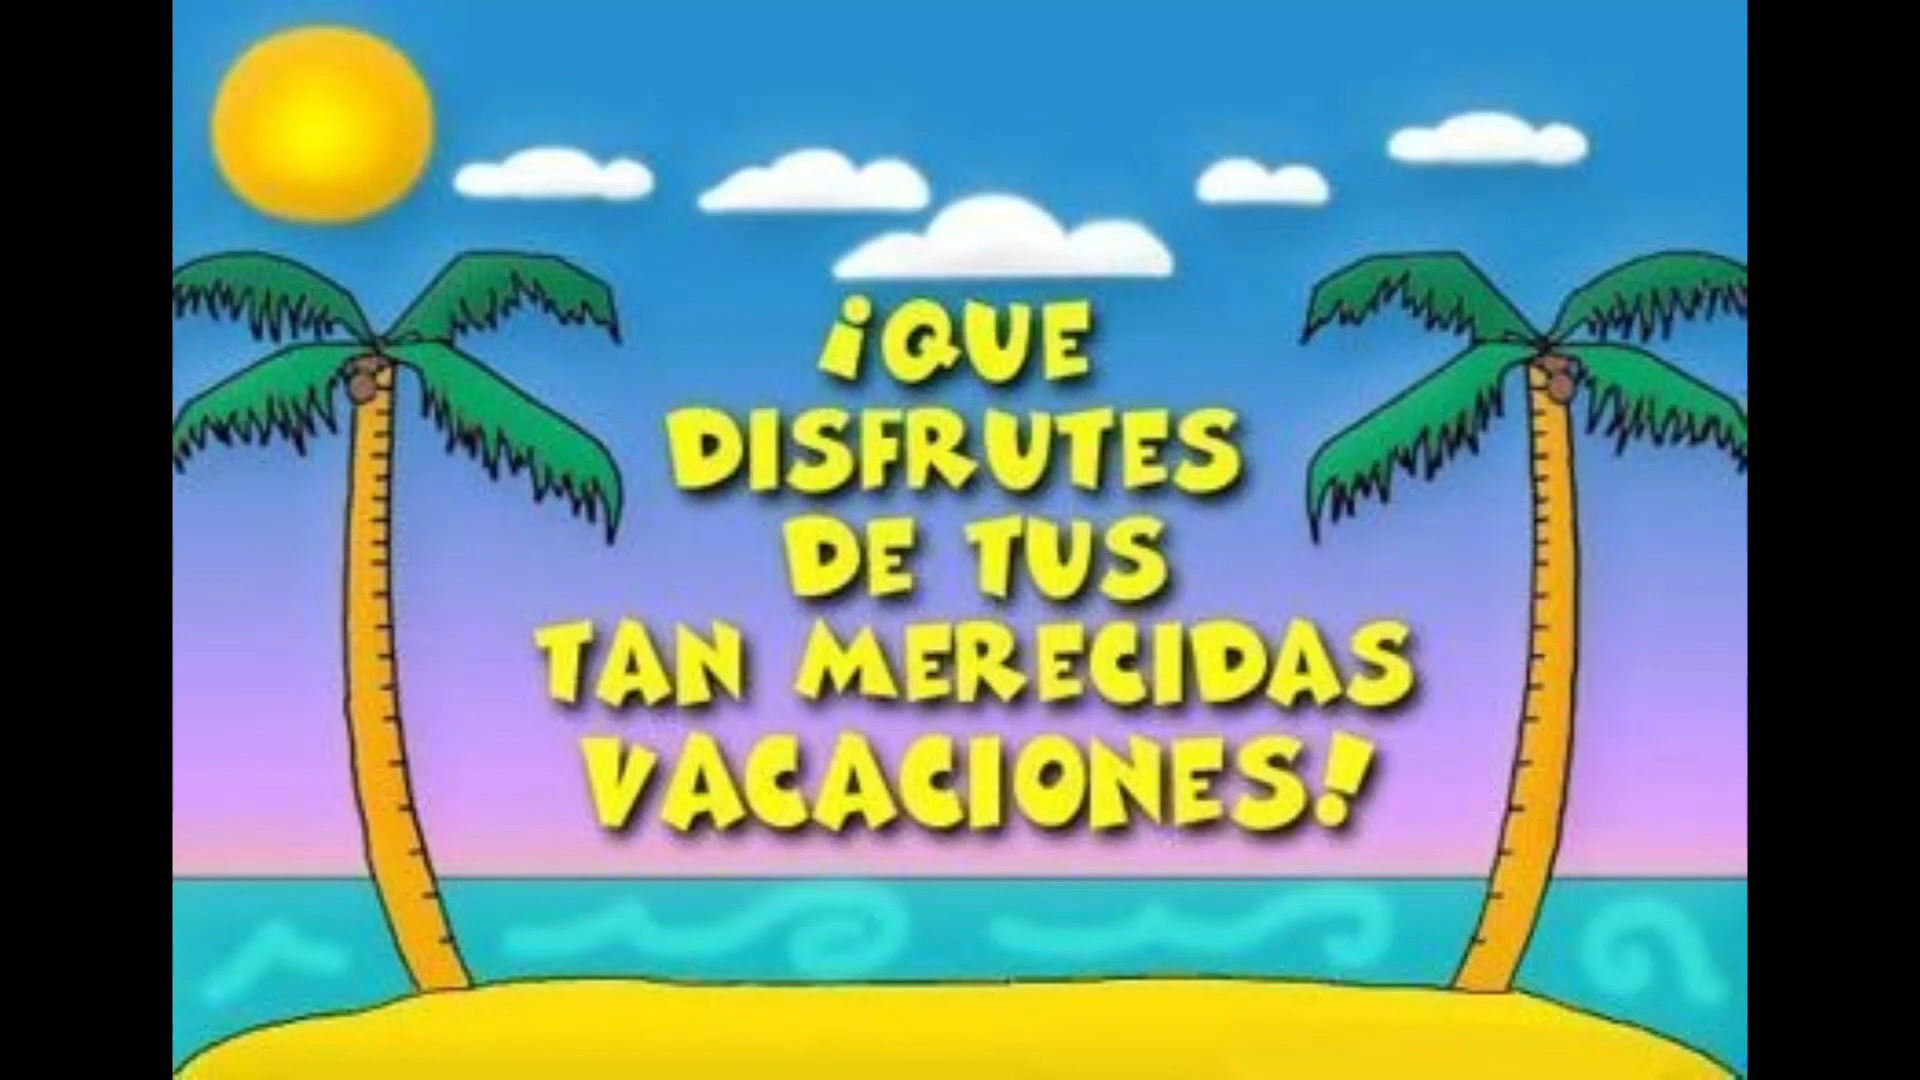 ¡QUE
DISFRUTES
DE TUS
TAN MERECIDAS
VACACIONES!